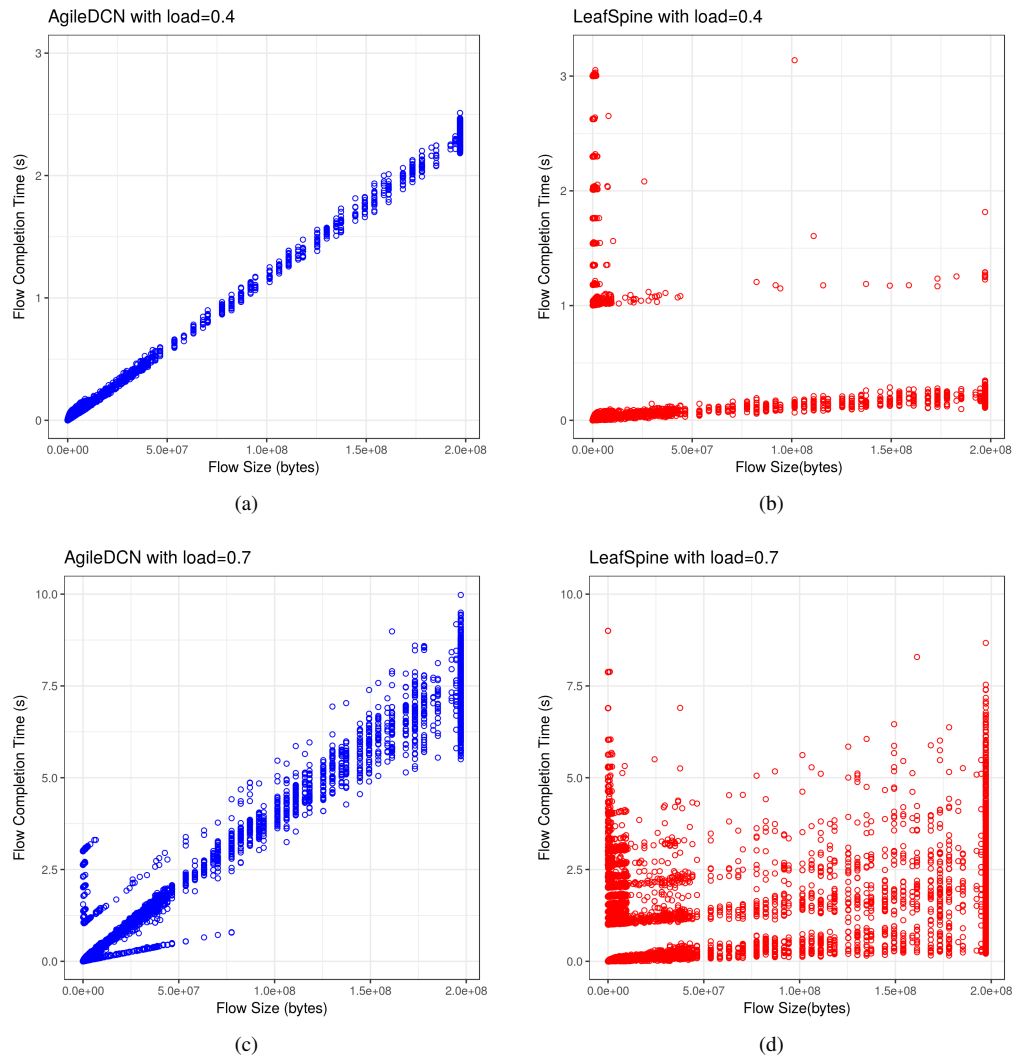 AgileDCN with load=0.4
3
2
1
0
Flow Completion Time (s)
0.0e+00 5.0e+07 1.0e+08 1.5e+08 2.0e+08
Flow Size (bytes)
(a)
LeafSpine with load=0.4
3
2
1
0
Flow Completion Time (s)
0.0e+00 5.0e+07 1.0e+08 1.5e+08 2.0e+08
Flow Size(bytes)
(b)
AgileDCN with load=0.7
10.0
7.5
5.0
2.5
0.0
Flow Completion Time (s)
0.0e+00 5.0e+07 1.0e+08 1.5e+08 2.0e+08
Flow Size (bytes)
(c)
LeafSpine with load=0.7
10.0
7.5
5.0
2.5
0.0
Flow Completion Time (s)
0.0e+00 5.0e+07 1.0e+08 1.5e+08 2.0e+08
Flow Size(bytes)
(d)